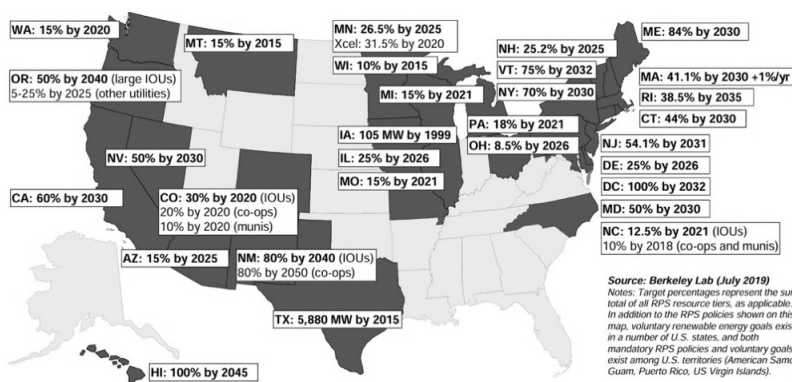 WA: 15% by 2020
MT: 15% by 2015
MN: 26.5% by 2025
Xcel: 31.5% by 2020
WI: 10% by 2015
NH: 25.2% by 2025
VT: 75% by 2032
NY: 70% by 2030
ME: 84% by 2030
MA: 41.1% by 2030 +1%/yr
RI: 38.5% by 2035
CT: 44% by 2030
OR: 50% by 2040 (large IOUs)
5-25% by 2025 (other utilities)
MI: 15% by 2021
PA: 18% by 2021
OH: 8.5% by 2026
IA: 105 MW by 1999
IL: 25% by 2026
MO: 15% by 2021
NJ: 54.1% by 2031
DE: 25% by 2026
DC: 100% by 2032
MD: 50% by 2030
NC: 12.5% by 2021 (IOUs)
10% by 2018 (co-ops and munis)
NV: 50% by 2030
CA: 60% by 2030
CO: 30% by 2020 (IOUs)
20% by 2020 (co-ops)
10% by 2020 (munis)
AZ: 15% by 2025
NM: 80% by 2040 (IOUs)
80% by 2050 (co-ops)
TX: 5,880 MW by 2015
HI: 100% by 2045
Source: Berkeley Lab (July 2019)
Notes: Target percentages represent the sum
total of all RPS resource tiers, as applicable.
In addition to the RPS policies shown on this
map, voluntary renewable energy goals exis
in a number of U.S. states, and both
mandatory RPS policies and voluntary goals
exist among U.S. territories (American Samo
Guam, Puerto Rico, US Virgin Islands).